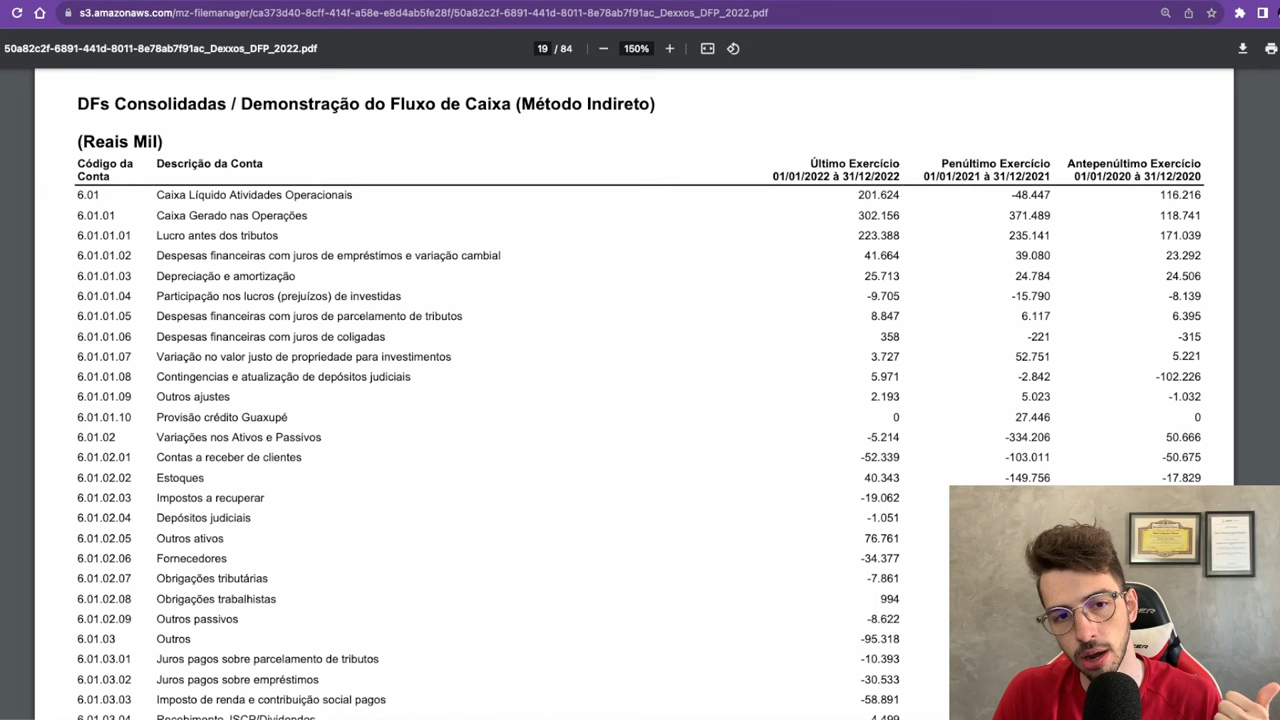 s3.amazonaws.com/mz-filemanager/ca373d40-8cff-414f-a58e-e8d4ab5fe28f/50a82c2f-6891-441d-8011-8e78ab7f91ac_Dexxos_DFP_2022.pdf
50a82c2f-6891-441d-8011-8e78ab7f91ac_Dexxos_DFP_2022.pdf 19 / 84 — 150% +
DFs Consolidadas / Demonstração do Fluxo de Caixa (Método Indireto)
(Reais Mil)
Código da Conta Descrição da Conta Último Exercício 01/01/2022 à 31/12/2022 Penúltimo Exercício 01/01/2021 à 31/12/2021 Antepenúltimo Exercício 01/01/2020 à 31/12/2020
6.01 Caixa Líquido Atividades Operacionais 201.624 -48.447 116.216
6.01.01 Caixa Gerado nas Operações 302.156 371.489 118.741
6.01.01.01 Lucro antes dos tributos 223.388 235.141 171.039
6.01.01.02 Despesas financeiras com juros de empréstimos e variação cambial 41.664 39.080 23.292
6.01.01.03 Depreciação e amortização 25.713 24.784 24.506
6.01.01.04 Participação nos lucros (prejuízos) de investidas -9.705 -15.790 -8.139
6.01.01.05 Despesas financeiras com juros de parcelamento de tributos 8.847 6.117 6.395
6.01.01.06 Despesas financeiras com juros de coligadas 358 -221 -315
6.01.01.07 Variação no valor justo de propriedade para investimentos 3.727 52.751 5.221
6.01.01.08 Contingencias e atualização de depósitos judiciais 5.971 -2.842 -102.226
6.01.01.09 Outros ajustes 2.193 5.023 -1.032
6.01.01.10 Provisão crédito Guaxupé 0 27.446 0
6.01.02 Variações nos Ativos e Passivos -5.214 -334.206 50.666
6.01.02.01 Contas a receber de clientes -52.339 -103.011 -50.675
6.01.02.02 Estoques 40.343 -149.756 -17.829
6.01.02.03 Impostos a recuperar -19.062
6.01.02.04 Depósitos judiciais -1.051
6.01.02.05 Outros ativos 76.761
6.01.02.06 Fornecedores -34.377
6.01.02.07 Obrigações tributárias -7.861
6.01.02.08 Obrigações trabalhistas 994
6.01.02.09 Outros passivos -8.622
6.01.03 Outros -95.318
6.01.03.01 Juros pagos sobre parcelamento de tributos -10.393
6.01.03.02 Juros pagos sobre empréstimos -30.533
6.01.03.03 Imposto de renda e contribuição social pagos -58.891
6.01.03.04 Recebimento JSCP/Dividendos 4.499